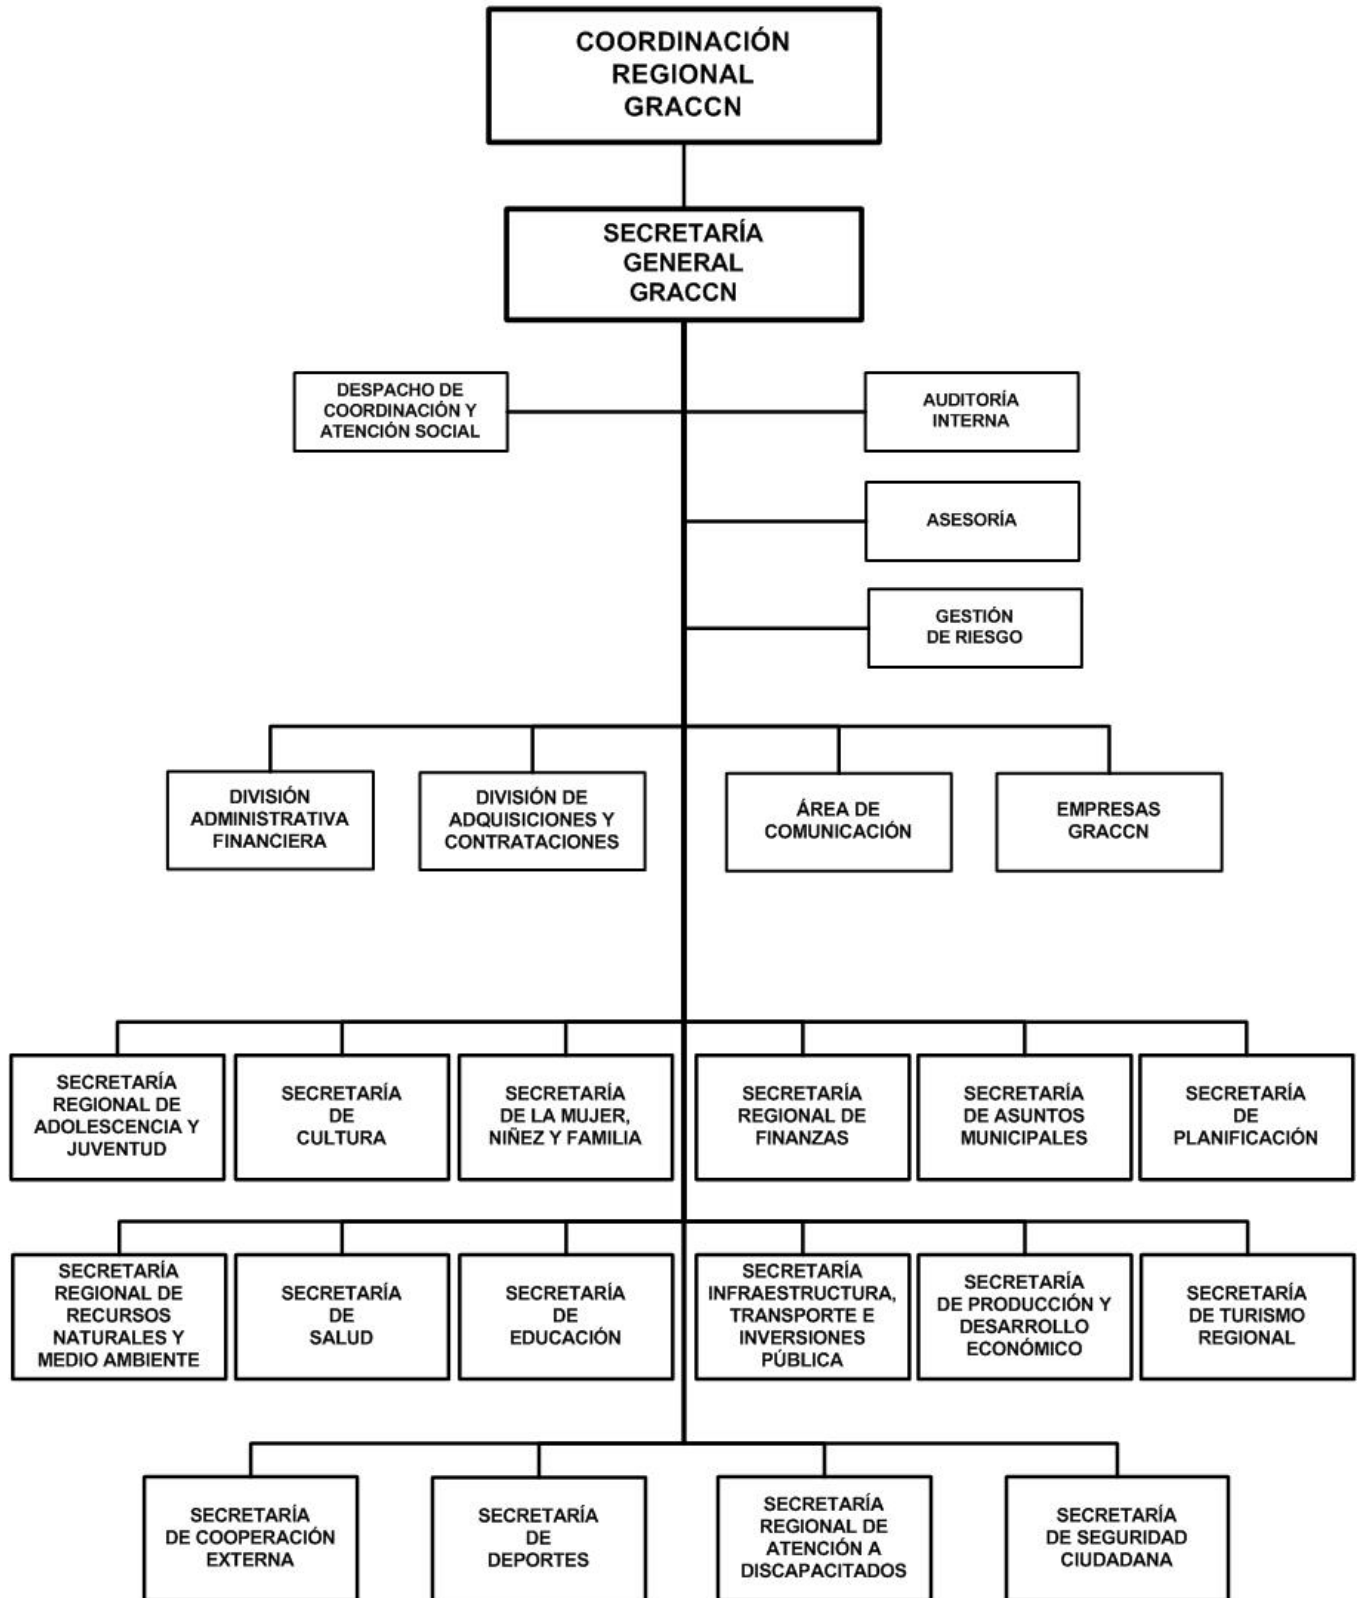 COORDINACIÓN
REGIONAL
GRACCN
SECRETARÍA
GENERAL
GRACCN
DESPACHO DE
COORDINACIÓN Y
ATENCIÓN SOCIAL
AUDITORÍA
INTERNA
ASESORÍA
GESTIÓN
DE RIESGO
DIVISIÓN
ADMINISTRATIVA
FINANCIERA
DIVISIÓN DE
ADQUISICIONES Y
CONTRATACIONES
ÁREA DE
COMUNICACIÓN
EMPRESAS
GRACCN
SECRETARÍA
REGIONAL DE
ADOLESCENCIA Y
JUVENTUD
SECRETARÍA
DE
CULTURA
SECRETARÍA
DE LA MUJER,
NIÑEZ Y FAMILIA
SECRETARÍA
REGIONAL DE
FINANZAS
SECRETARÍA
DE ASUNTOS
MUNICIPALES
SECRETARÍA
DE
PLANIFICACIÓN
SECRETARÍA
REGIONAL DE
RECURSOS
NATURALES Y
MEDIO AMBIENTE
SECRETARÍA
DE
SALUD
SECRETARÍA
DE
EDUCACIÓN
SECRETARÍA
INFRAESTRUCTURA,
TRANSPORTE E
INVERSIONES
PÚBLICA
SECRETARÍA
DE PRODUCCIÓN Y
DESARROLLO
ECONÓMICO
SECRETARÍA
DE TURISMO
REGIONAL
SECRETARÍA
DE COOPERACIÓN
EXTERNA
SECRETARÍA
DE
DEPORTES
SECRETARÍA
REGIONAL DE
ATENCIÓN A
DISCAPACITADOS
SECRETARÍA
DE SEGURIDAD
CIUDADANA